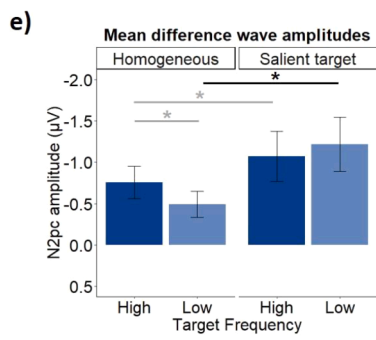 e)
Mean difference wave amplitudes
Homogeneous Salient target
*
*
*
N2pc amplitude (µV)
-2.0
-1.5
-1.0
-0.5
0.0
0.5
High Low High Low
Target Frequency